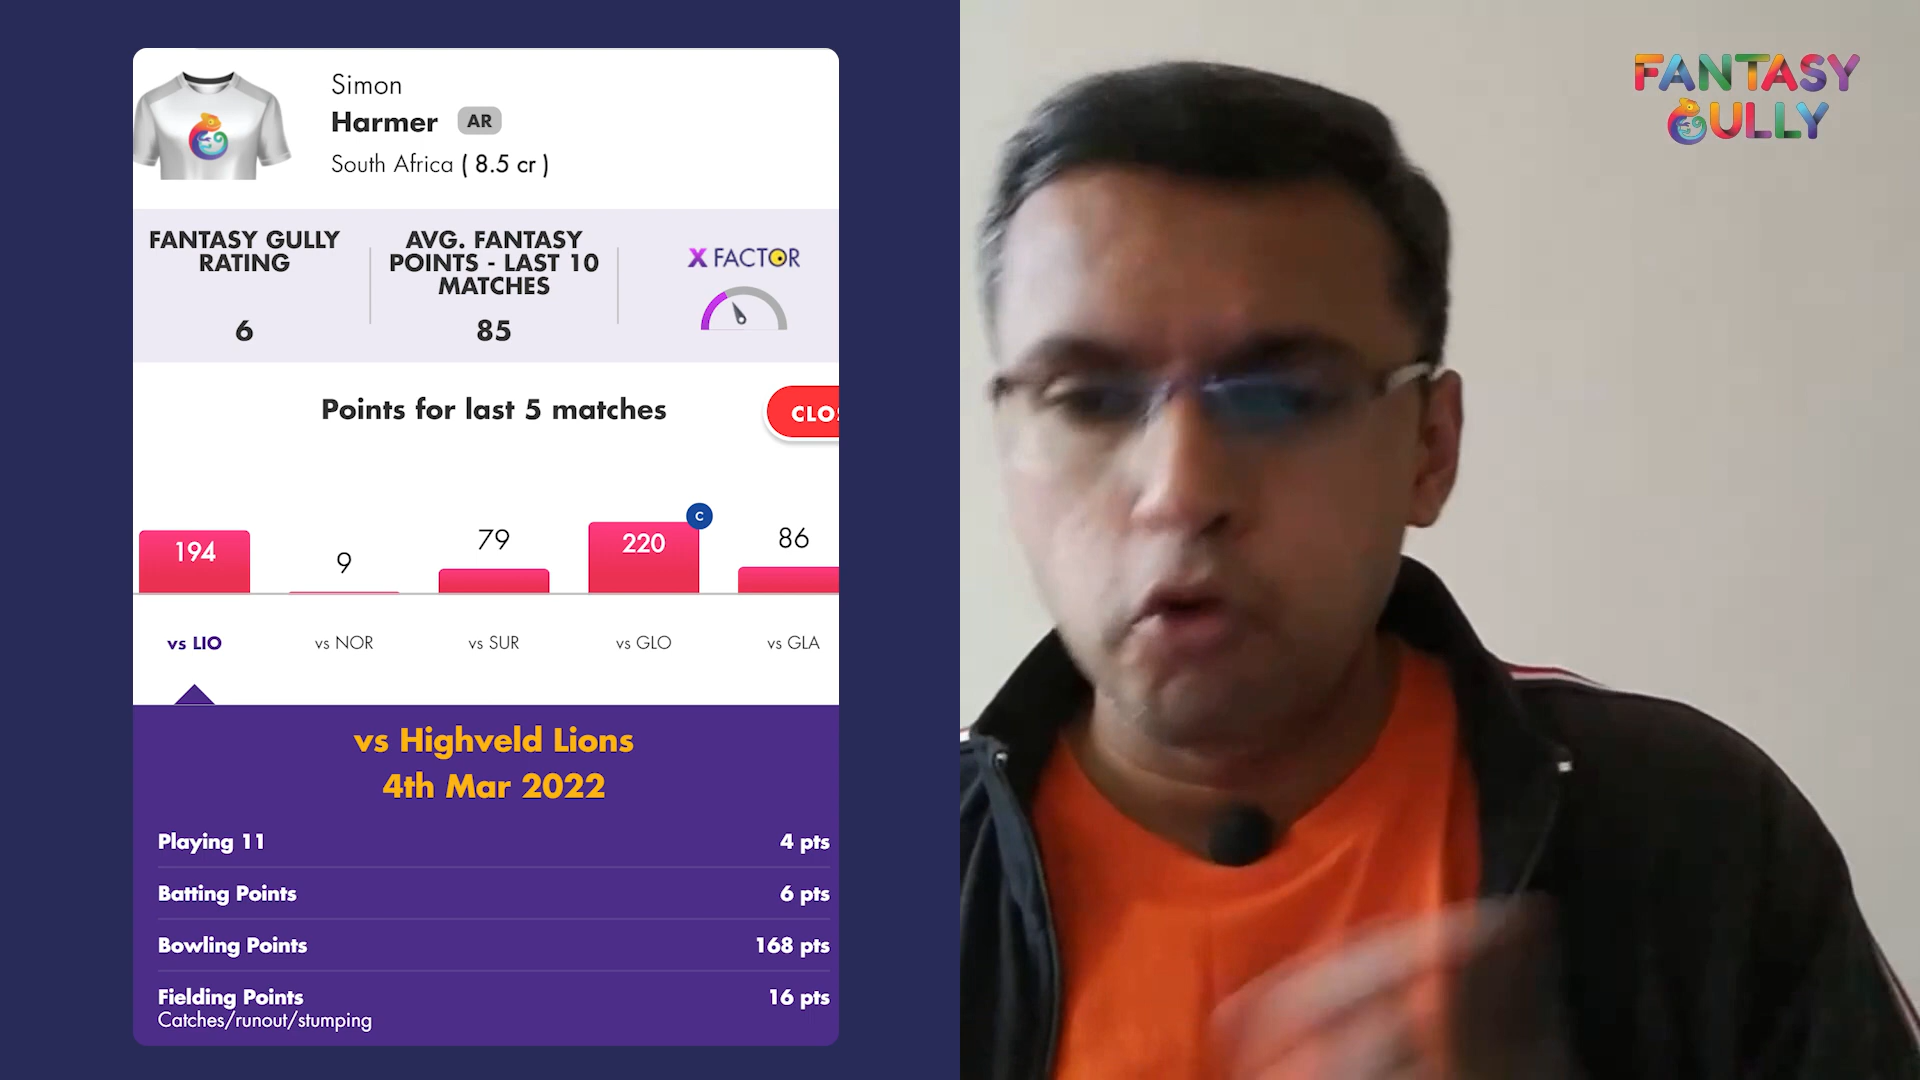 Simon
Harmer AR
South Africa ( 8.5 cr )
FANTASY GULLY
RATING
6
AVG. FANTASY
POINTS - LAST 10
MATCHES
85
X FACTOR
Points for last 5 matches
CLOS
194
9
79
220
C
86
vs LIO
vs NOR
vs SUR
vs GLO
vs GLA
vs Highveld Lions
4th Mar 2022
Playing 11 4 pts
Batting Points 6 pts
Bowling Points 168 pts
Fielding Points 16 pts
Catches/runout/stumping
FANTASY
GULLY